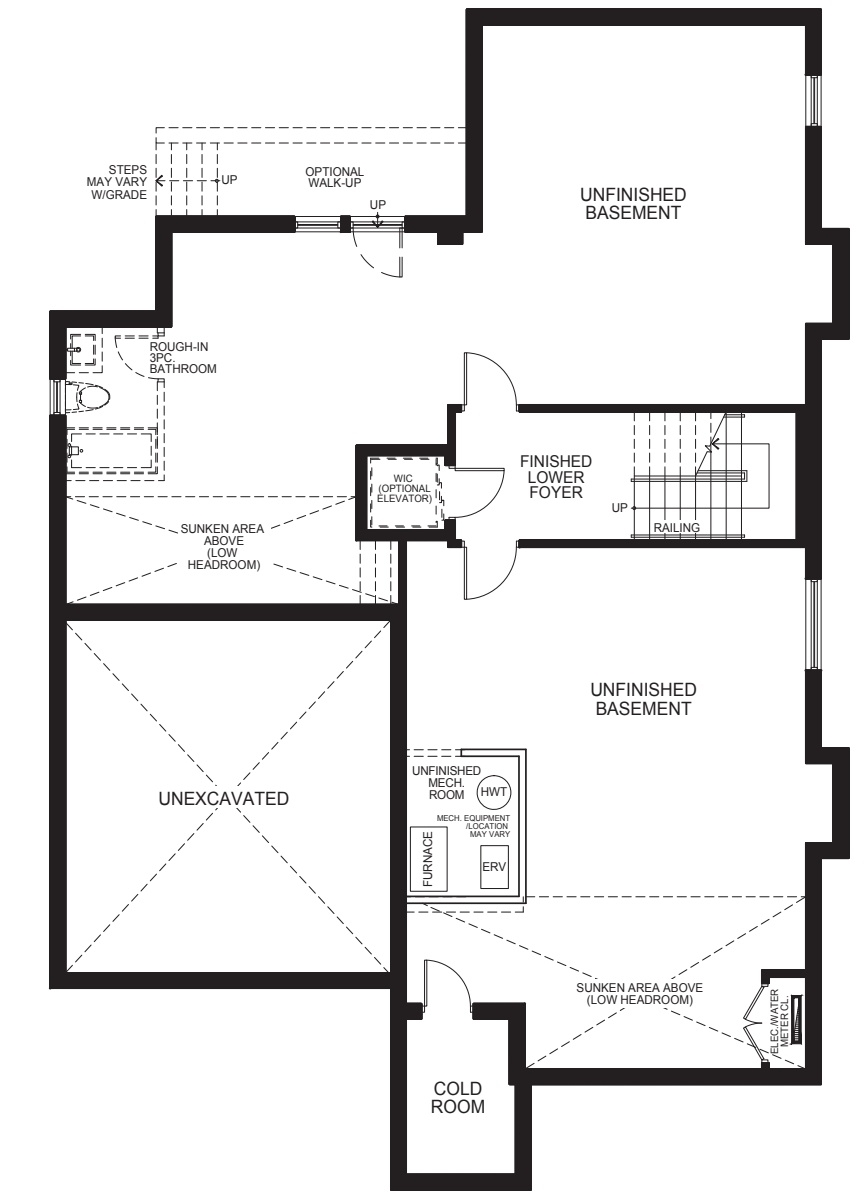 UNFINISHED
BASEMENT
STEPS
MAY VARY
W/GRADE
UP
OPTIONAL
WALK-UP
UP
ROUGH-IN
3PC.
BATHROOM
WIC
(OPTIONAL
ELEVATOR)
FINISHED
LOWER
FOYER
UP
RAILING
SUNKEN AREA
ABOVE
(LOW
HEADROOM)
UNFINISHED
BASEMENT
UNEXCAVATED
UNFINISHED
MECH.
ROOM
HWT
MECH. EQUIPMENT
/LOCATION
MAY VARY
FURNACE
ERV
SUNKEN AREA ABOVE
(LOW HEADROOM)
ELEC./WATER
METER CL.
COLD
ROOM